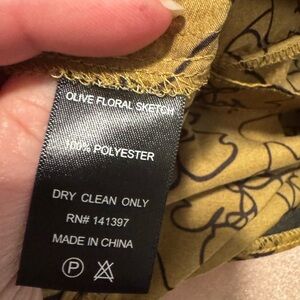 OLIVE FLORAL SKETCH
100% POLYESTER
DRY CLEAN ONLY
RN# 141397
MADE IN CHINA
P